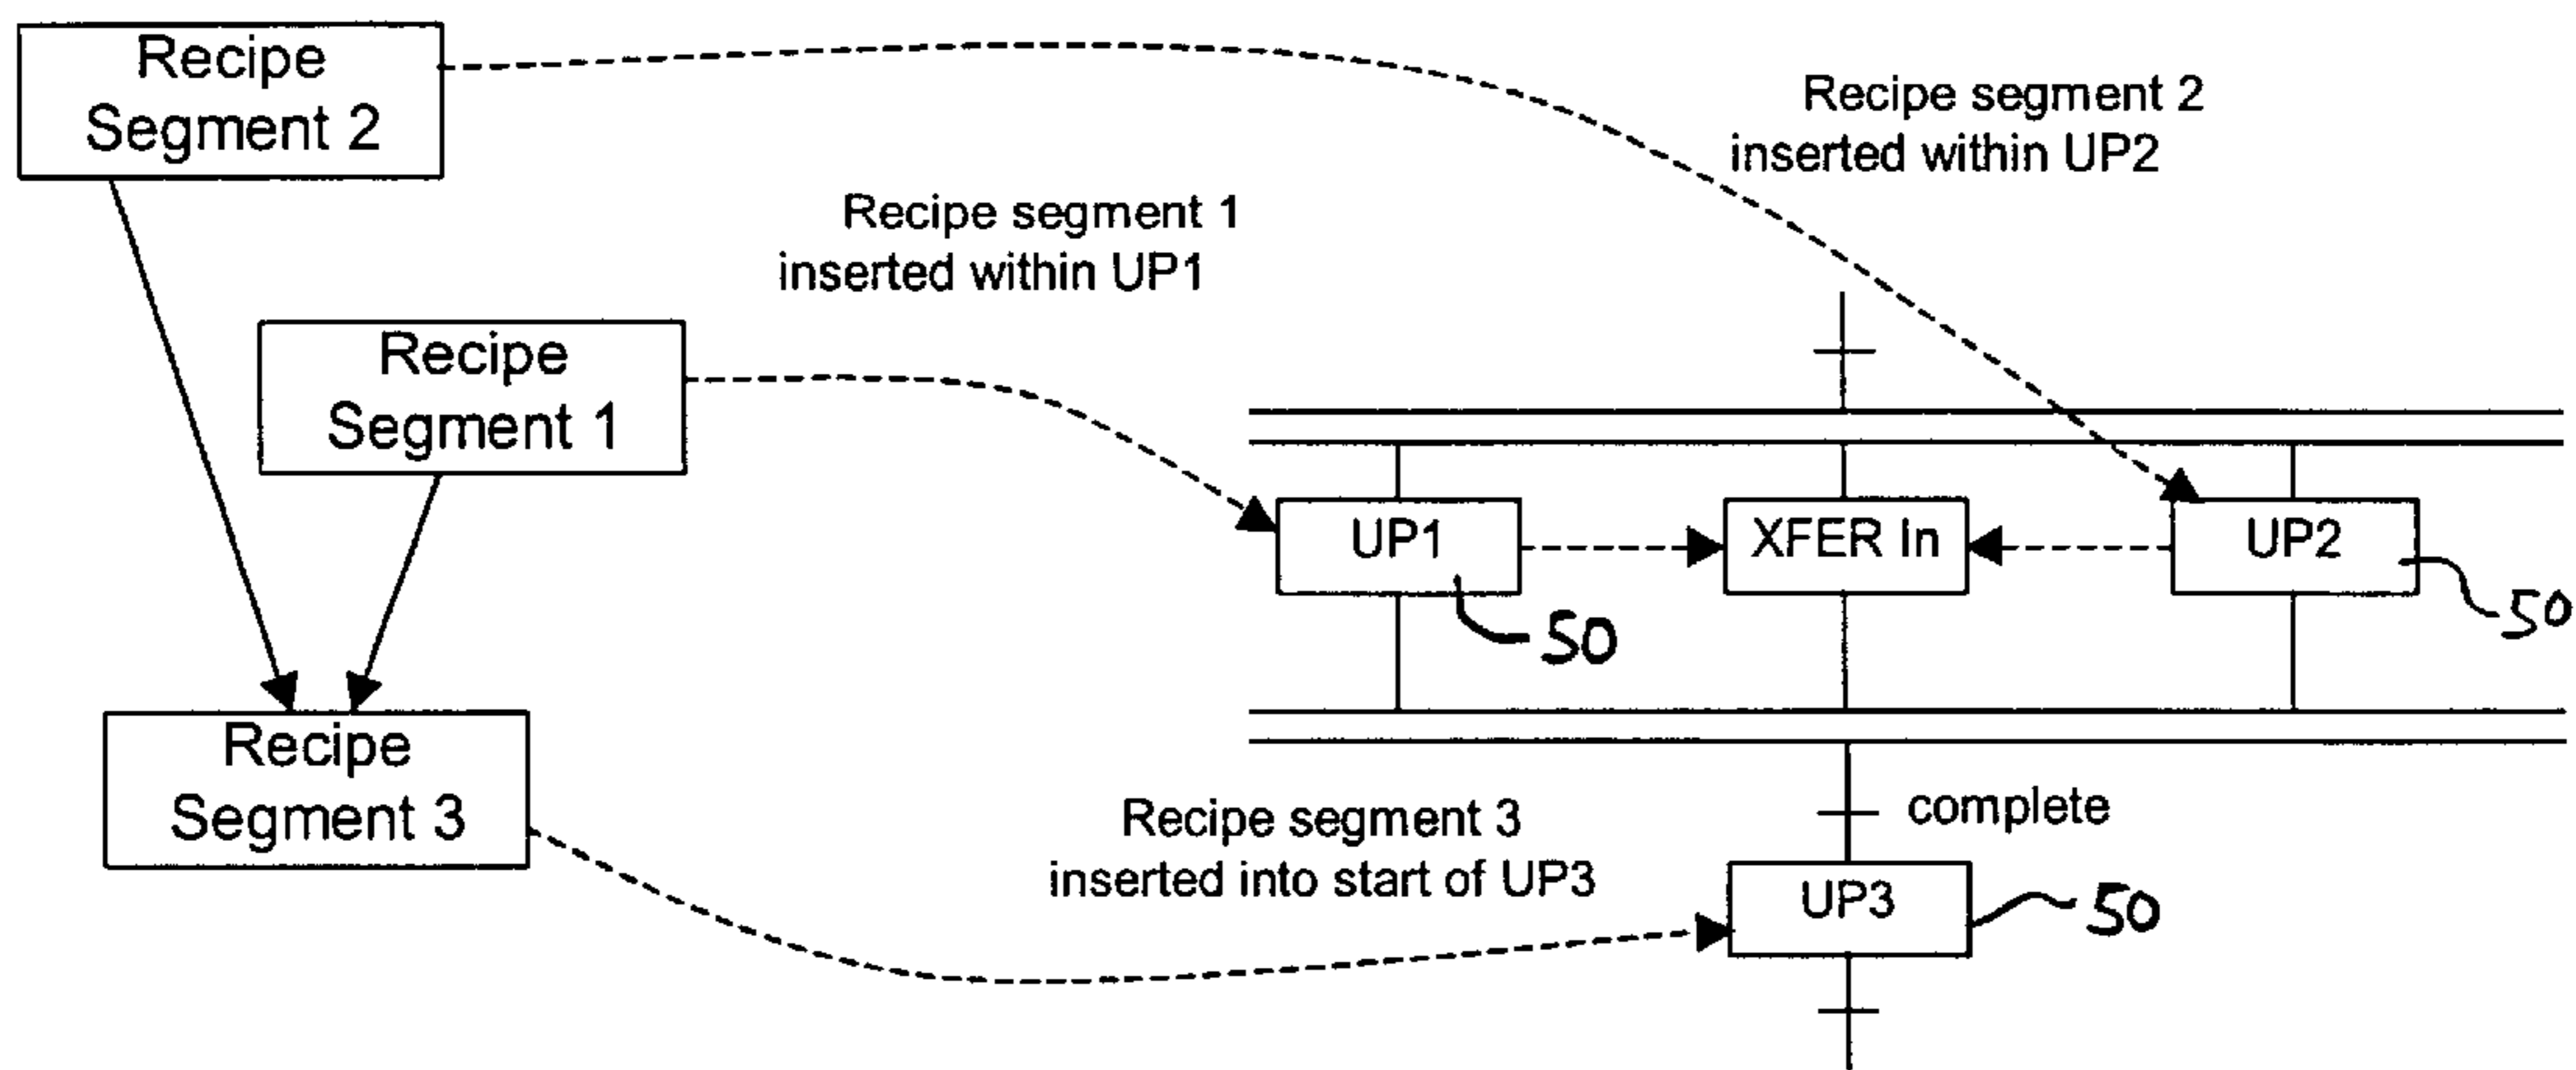 Recipe
Segment 2
Recipe segment 2
inserted within UP2
Recipe segment 1
inserted within UP1
Recipe
Segment 1
UP1
XFER In
UP2
50
50
Recipe
Segment 3
Recipe segment 3
inserted into start of UP3
complete
UP3
50